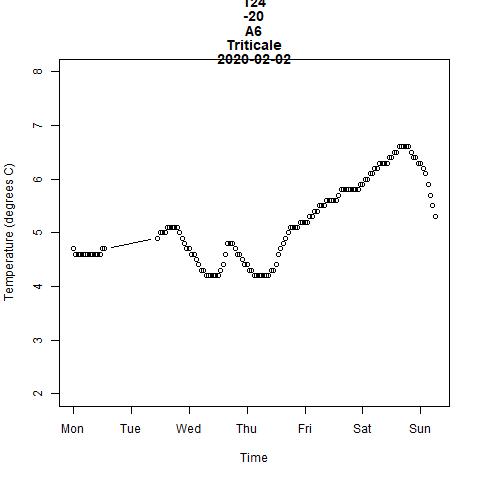 124
-20
A6
Triticale
2020-02-02
Temperature (degrees C)
8
7
6
5
4
3
2
Mon Tue Wed Thu Fri Sat Sun
Time